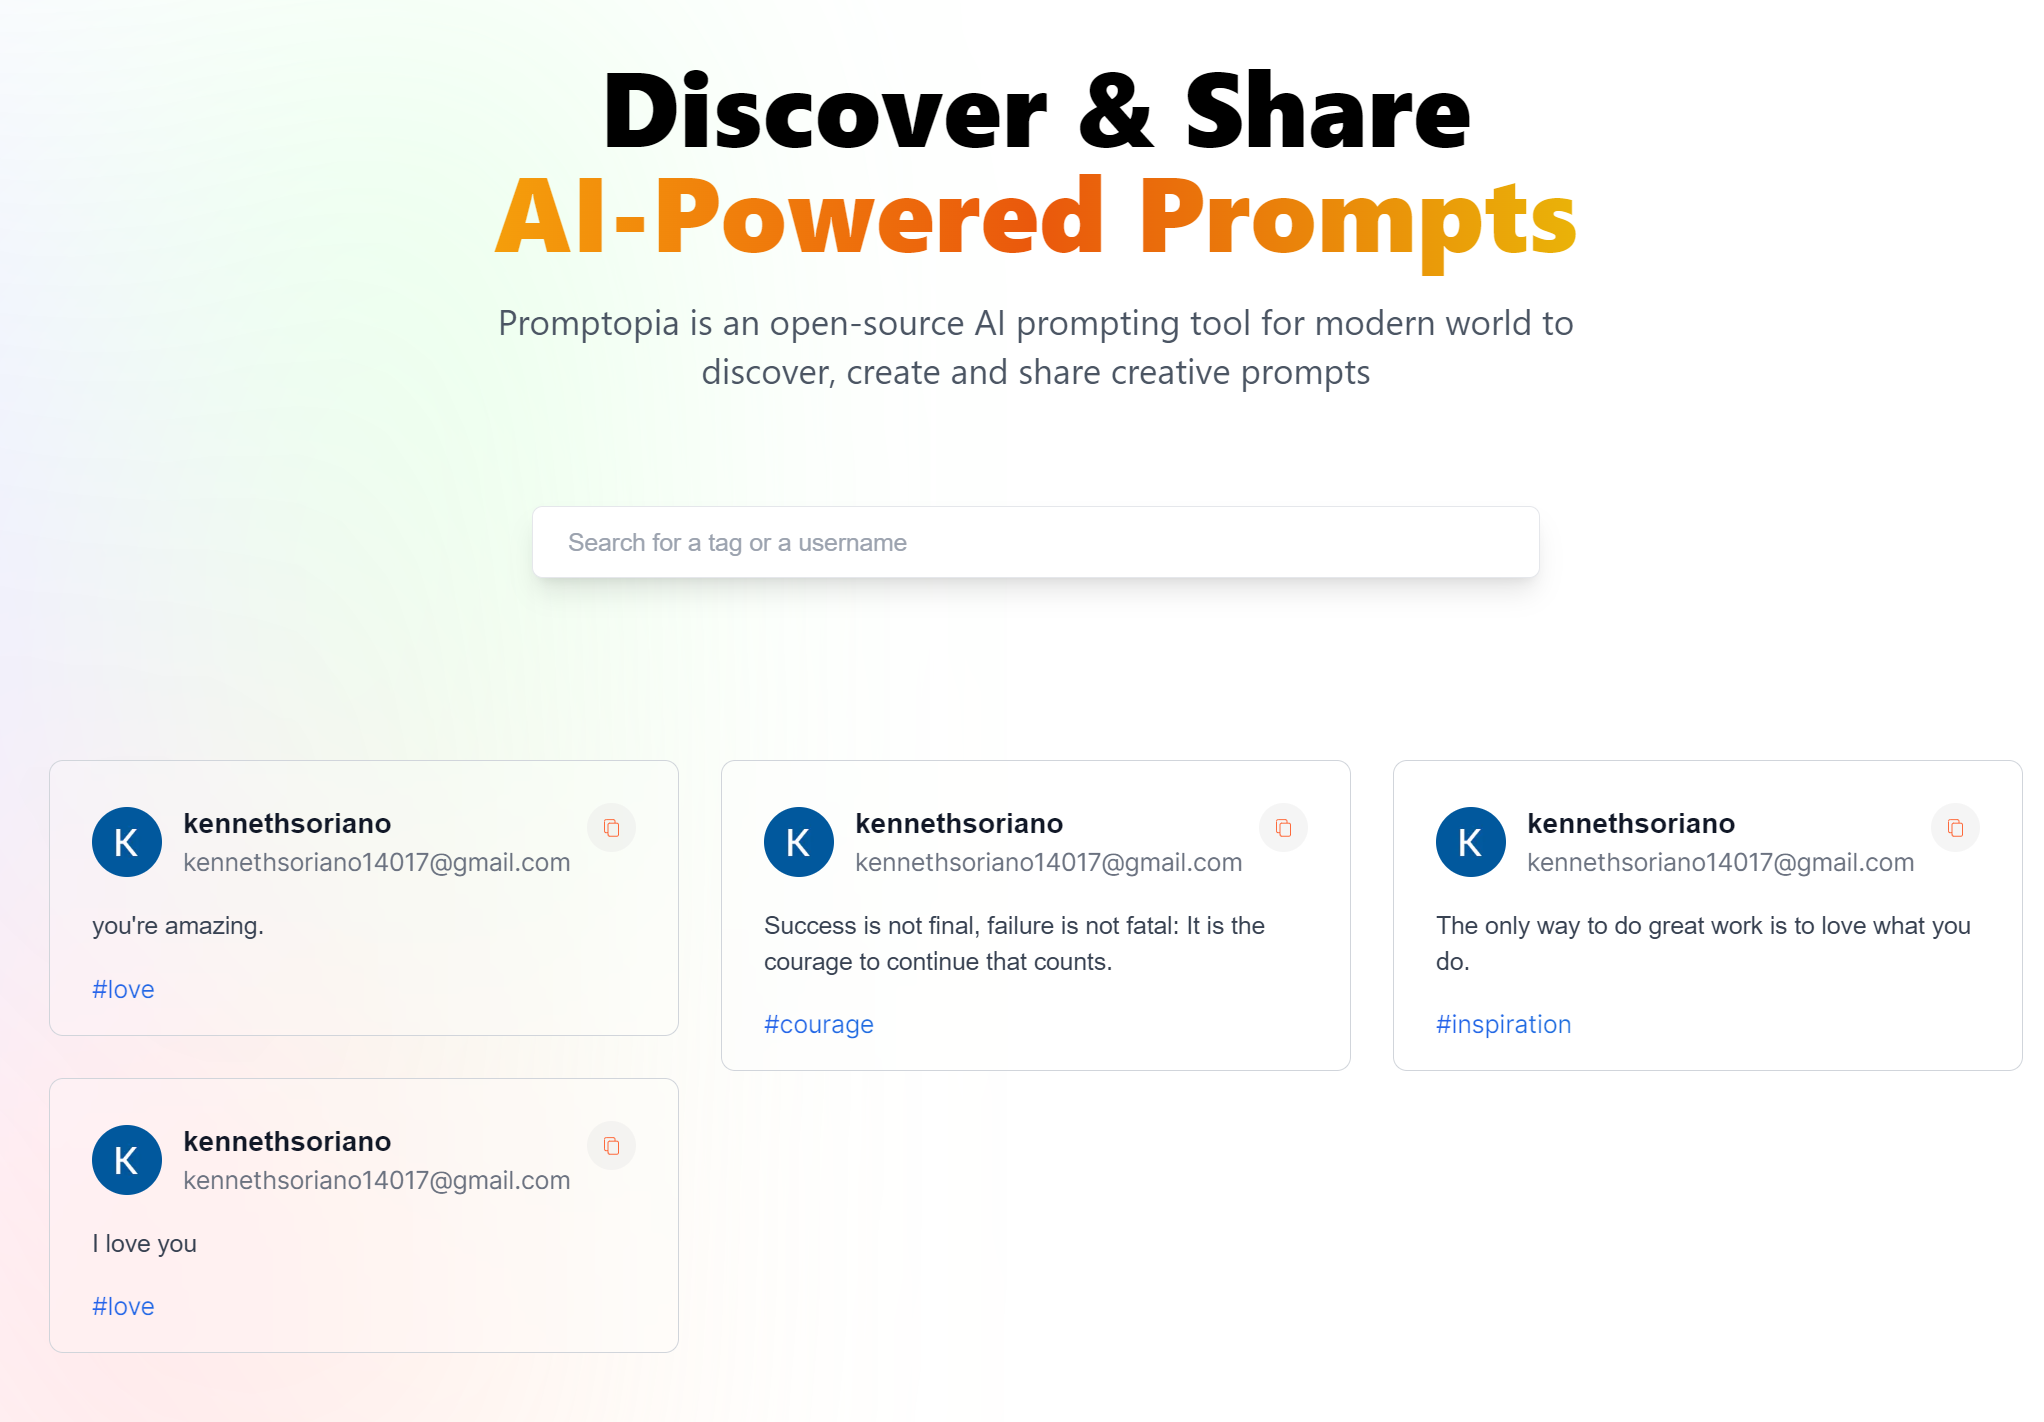 Discover & Share
AI-Powered Prompts
Promptopia is an open-source AI prompting tool for modern world to
discover, create and share creative prompts
Search for a tag or a username
K
kennethsoriano
kennethsoriano14017@gmail.com
you're amazing.
#love
K
kennethsoriano
kennethsoriano14017@gmail.com
Success is not final, failure is not fatal: It is the
courage to continue that counts.
#courage
K
kennethsoriano
kennethsoriano14017@gmail.com
The only way to do great work is to love what you
do.
#inspiration
K
kennethsoriano
kennethsoriano14017@gmail.com
I love you
#love